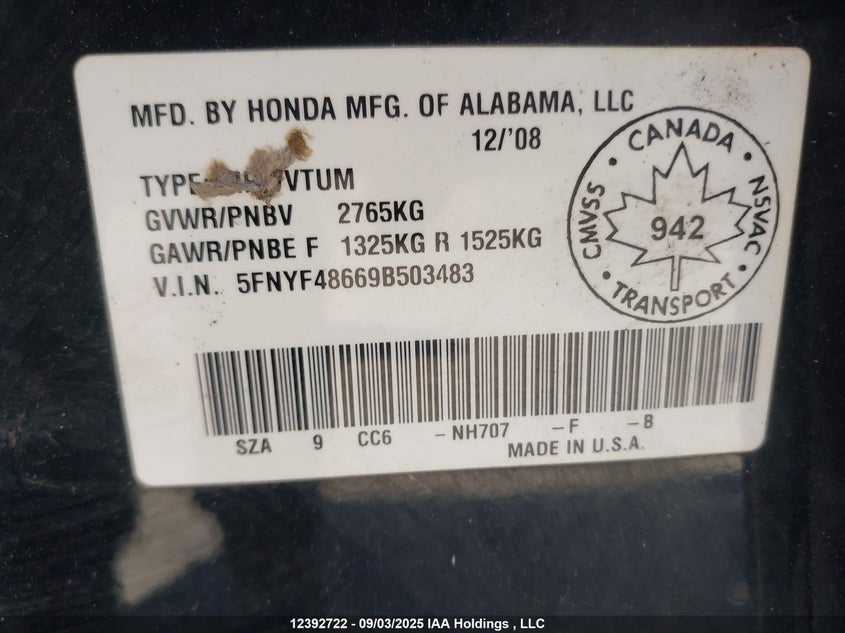 MFD. BY HONDA MFG. OF ALABAMA, LLC
12/'08
VTUM
GVWR/PNBV 2765KG
GAWR/PNBE F 1325KG R 1525KG
V.I.N. 5FNYF48669B503483
CANADA
CMVSS
NSVAC
942
TRANSPORT
SZA 9 CC6 -NH707 -F -B
MADE IN U.S.A.
12392722 - 09/03/2025 IAA Holdings , LLC